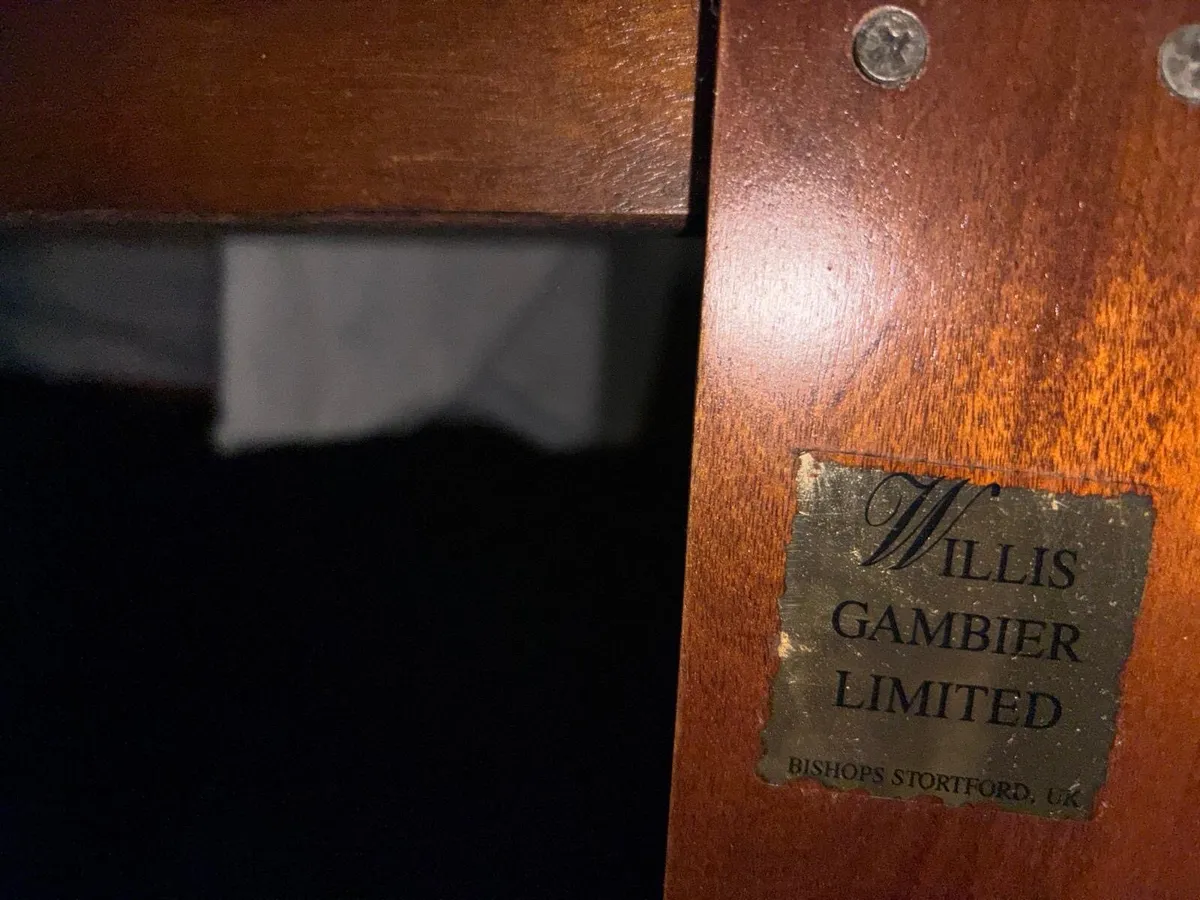 WILLIS
GAMBIER
LIMITED
BISHOPS STORTFORD, UK